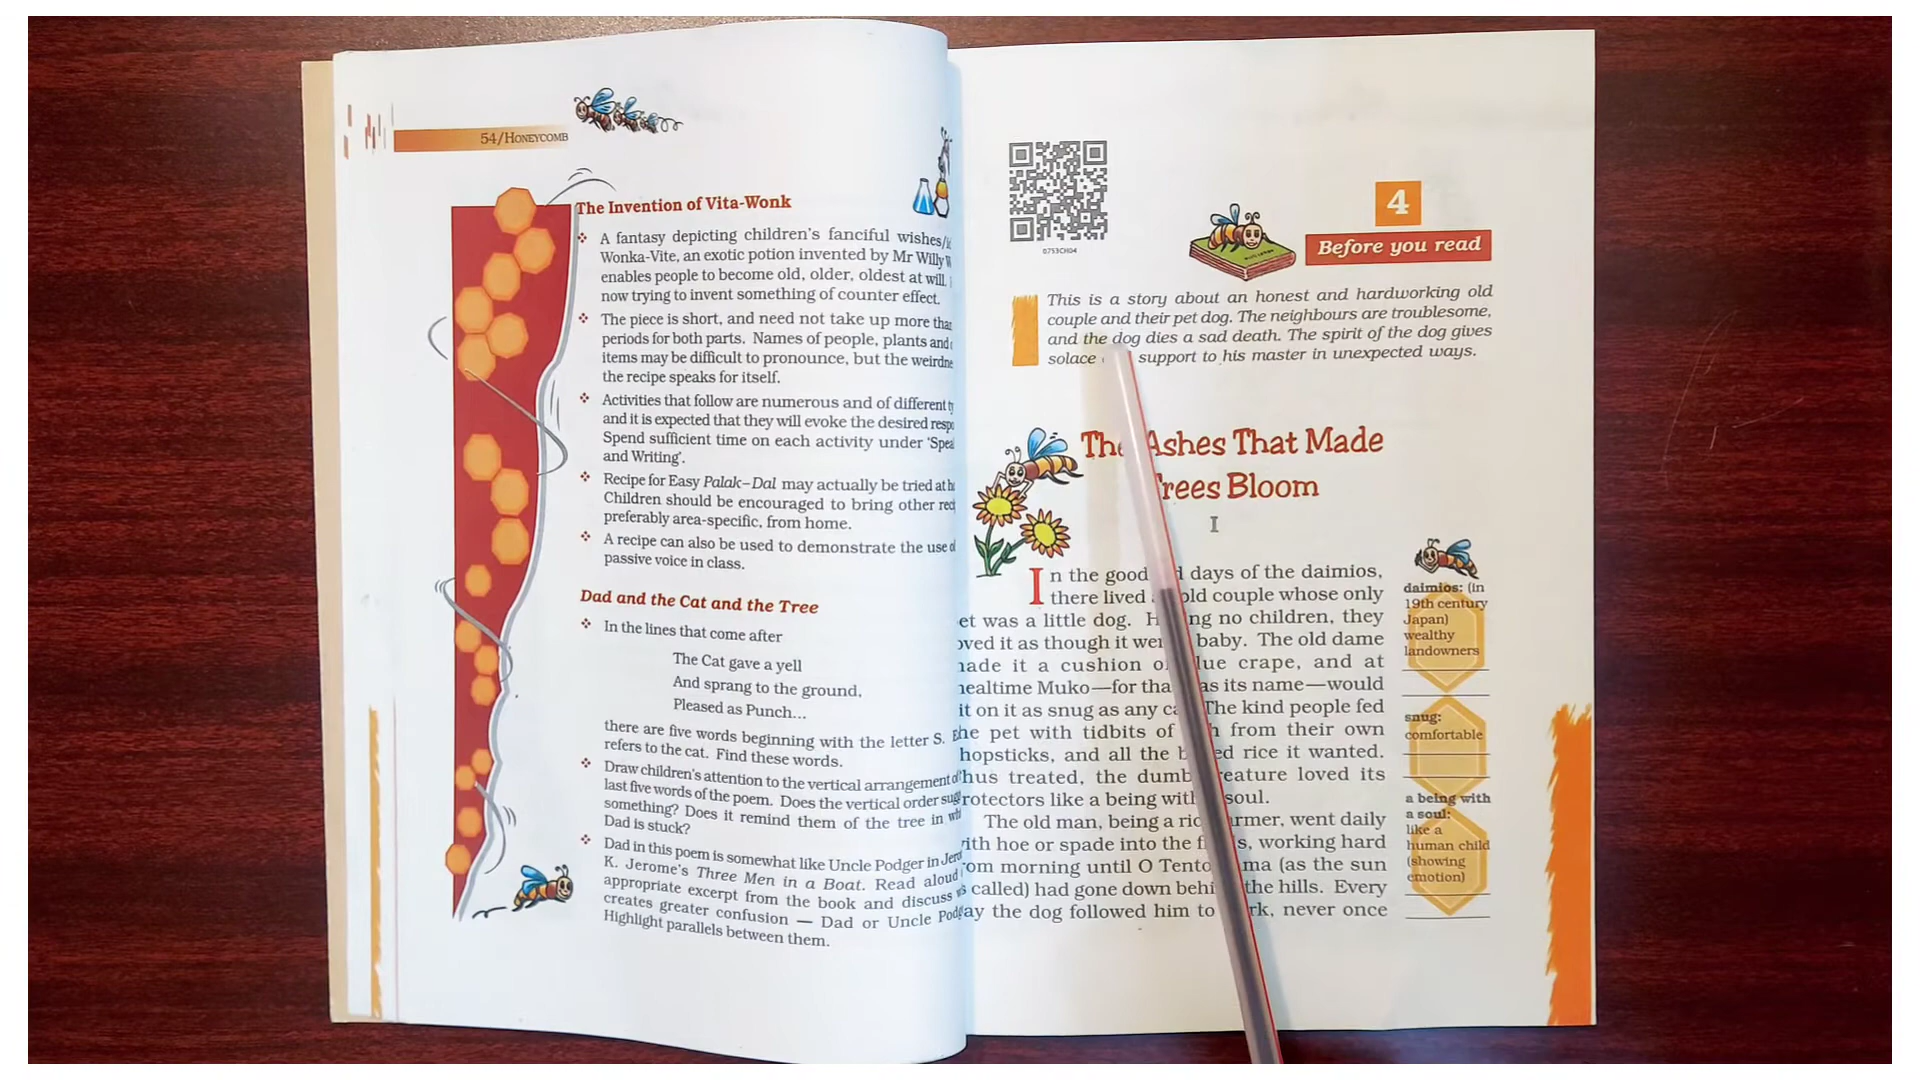 54/HONEYCOMB
The Invention of Vita-Wonk
❖ A fantasy depicting children's fanciful wishes/
Wonka-Vite, an exotic potion invented by Mr Willy W
enables people to become old, older, oldest at will.
now trying to invent something of counter effect.
❖ The piece is short, and need not take up more than
periods for both parts. Names of people, plants and
items may be difficult to pronounce, but the weirdne
the recipe speaks for itself.
❖ Activities that follow are numerous and of different ty
and it is expected that they will evoke the desired respo
Spend sufficient time on each activity under 'Spea
and Writing'.
❖ Recipe for Easy Palak–Dal may actually be tried at h
Children should be encouraged to bring other rec
preferably area-specific, from home.
❖ A recipe can also be used to demonstrate the use of
passive voice in class.
Dad and the Cat and the Tree
❖ In the lines that come after
The Cat gave a yell
And sprang to the ground,
Pleased as Punch...
there are five words beginning with the letter S. E
refers to the cat. Find these words.
❖ Draw children's attention to the vertical arrangement of
last five words of the poem. Does the vertical order sugg
something? Does it remind them of the tree in wh
Dad is stuck?
❖ Dad in this poem is somewhat like Uncle Podger in Jero
K. Jerome's Three Men in a Boat. Read aloud
appropriate excerpt from the book and discuss w
creates greater confusion — Dad or Uncle Podg
Highlight parallels between them.
0753CH04
4
Before you read
This is a story about an honest and hardworking old
couple and their pet dog. The neighbours are troublesome,
and the dog dies a sad death. The spirit of the dog gives
solace support to his master in unexpected ways.
The Ashes That Made
Trees Bloom
I
In the good days of the daimios,
there lived old couple whose only
et was a little dog. H ng no children, they
oved it as though it wer baby. The old dame
nade it a cushion o lue crape, and at
nealtime Muko—for tha as its name—would
it on it as snug as any ca The kind people fed
he pet with tidbits of h from their own
hopsticks, and all the b ed rice it wanted.
hus treated, the dumb reature loved its
rotectors like a being with soul.
The old man, being a ric rmer, went daily
ith hoe or spade into the f s, working hard
om morning until O Tento ma (as the sun
s called) had gone down behi the hills. Every
ay the dog followed him to rk, never once
daimios: (in
19th century
Japan)
wealthy
landowners
snug:
comfortable
a being with
a soul:
like a
human child
(showing
emotion)